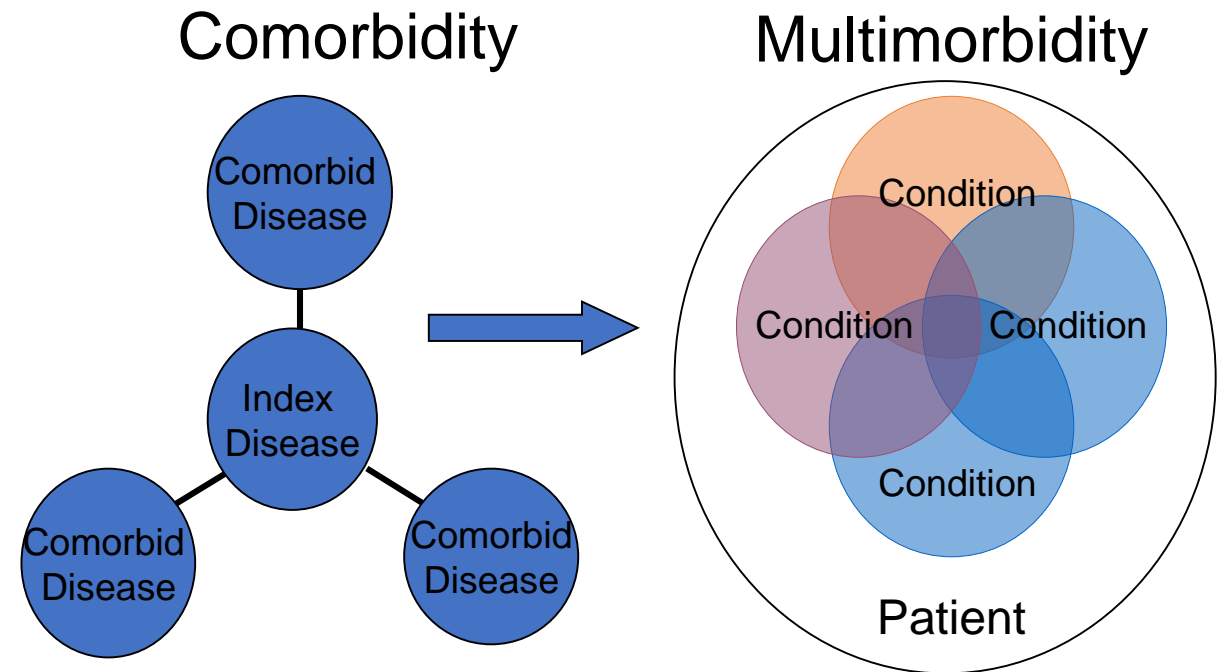 Comorbidity
Comorbid
Disease
Index
Disease
Comorbid
Disease
Comorbid
Disease
Multimorbidity
Condition
Condition
Condition
Condition
Patient